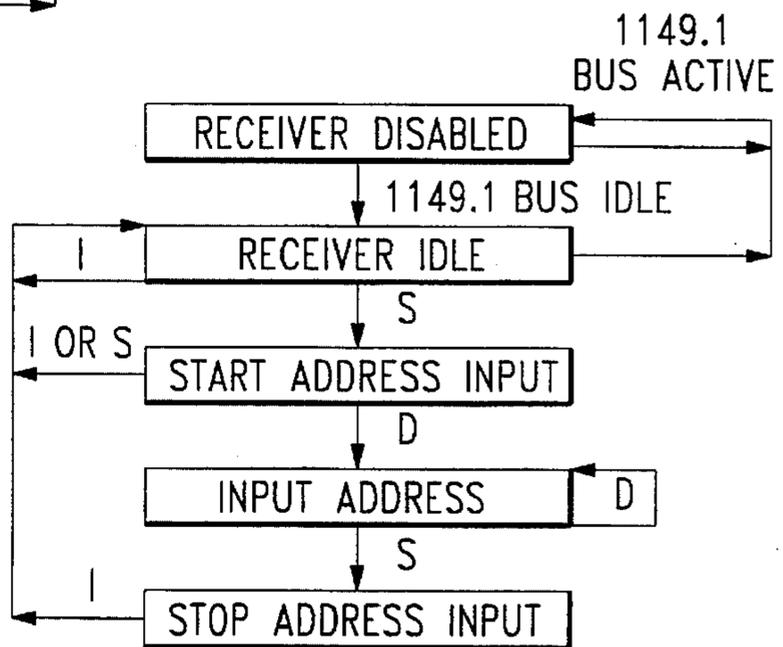 1149.1
BUS ACTIVE
RECEIVER DISABLED
1149.1 BUS IDLE
I
RECEIVER IDLE
S
I OR S
START ADDRESS INPUT
D
INPUT ADDRESS
D
S
I
STOP ADDRESS INPUT